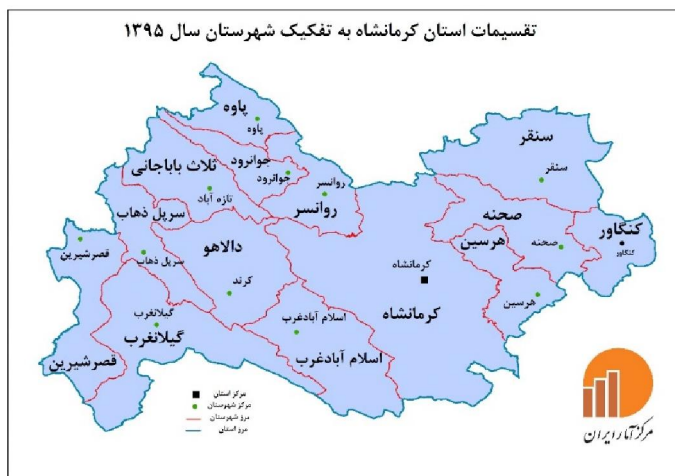 تقسیمات استان کرمانشاه به تفکیک شهرستان سال ۱۳۹۵
پاوه
پاوه
سنقر
سنقر
جوانرود
جوانرود
ثلاث باباجانی
تازه آباد
روانسر
روانسر
صحنه
صحنه
کنگاور
کنگاور
سرپل ذهاب
سرپل ذهاب
هرسین
هرسین
دالاهو
کرند
قصرشیرین
قصرشیرین
کرمانشاه
کرمانشاه
گیلانغرب
گیلانغرب
اسلام آبادغرب
اسلام آبادغرب
مرکز استان
مرکز شهرستان
مرز شهرستان
مرز استان
مرکز آمار ایران